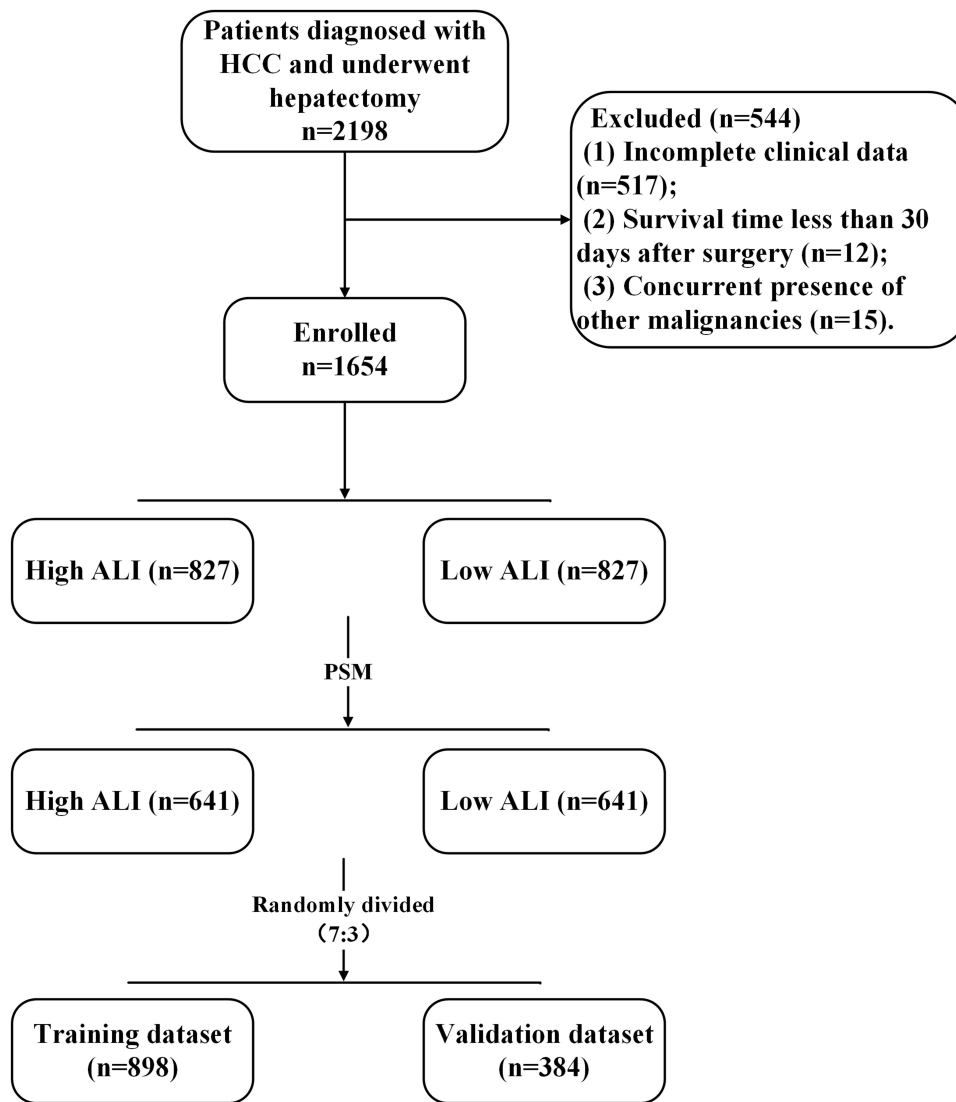 Patients diagnosed with
HCC and underwent
hepatectomy
n=2198
Excluded (n=544)
(1) Incomplete clinical data
(n=517);
(2) Survival time less than 30
days after surgery (n=12);
(3) Concurrent presence of
other malignancies (n=15).
Enrolled
n=1654
High ALI (n=827)
Low ALI (n=827)
PSM
High ALI (n=641)
Low ALI (n=641)
Randomly divided
（7:3）
Training dataset
(n=898)
Validation dataset
(n=384)